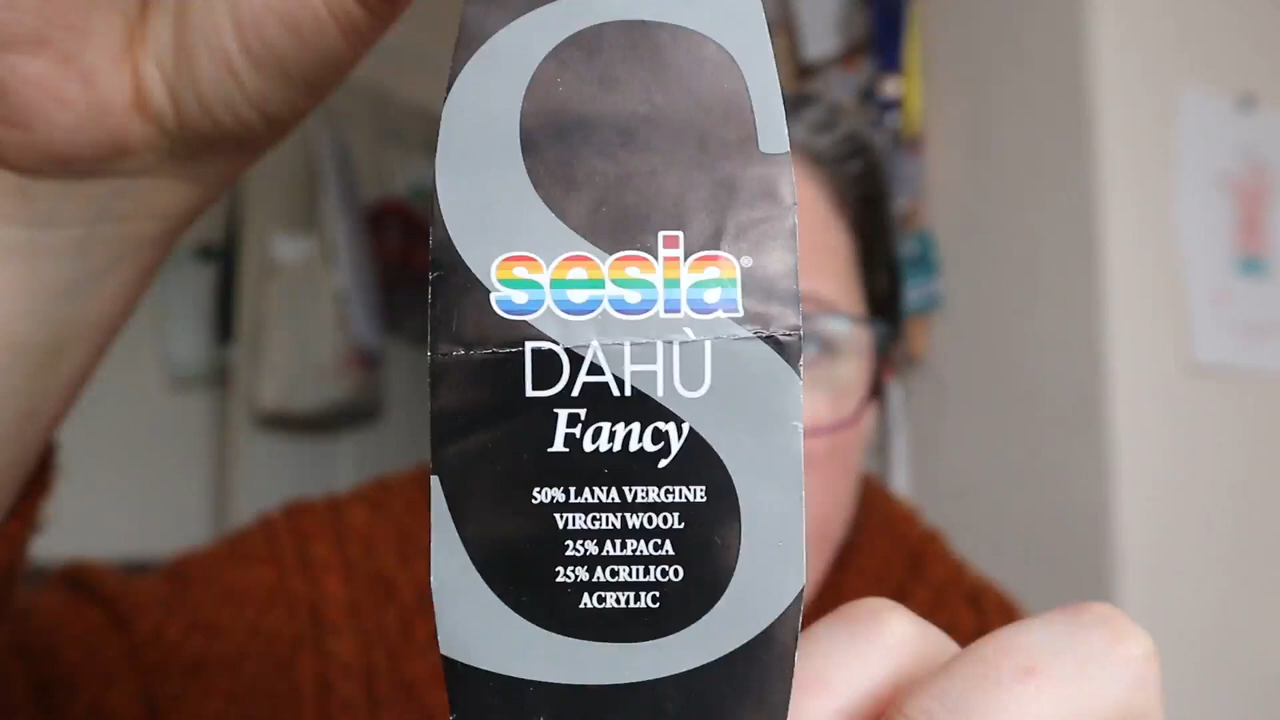 sesia®
DAHÙ
Fancy
50% LANA VERGINE
VIRGIN WOOL
25% ALPACA
25% ACRILICO
ACRYLIC